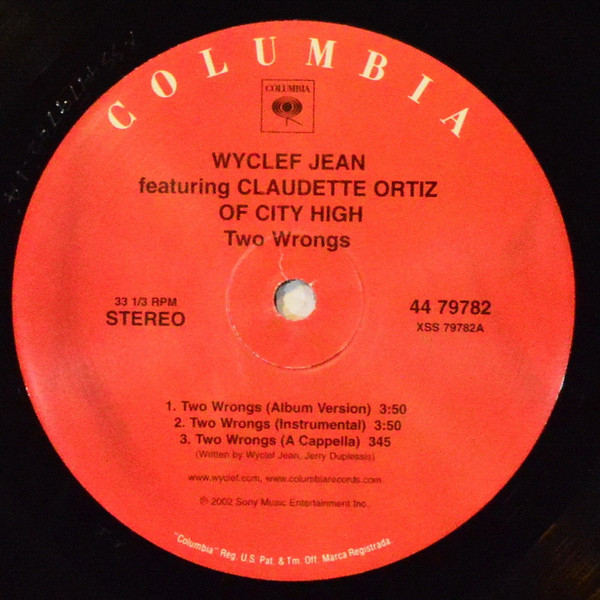 COLUMBIA
COLUMBIA
WYCLEF JEAN
featuring CLAUDETTE ORTIZ
OF CITY HIGH
Two Wrongs
33 1/3 RPM
STEREO
44 79782
XSS 79782A
1. Two Wrongs (Album Version) 3:50
2. Two Wrongs (Instrumental) 3:50
3. Two Wrongs (A Cappella) 345
(Written by Wyclef Jean, Jerry Duplessis)
www.wyclef.com, www.columbiarecords.com
℗ 2002 Sony Music Entertainment Inc.
"Columbia" Reg. U.S. Pat. & Tm. Off. Marca Registrada.